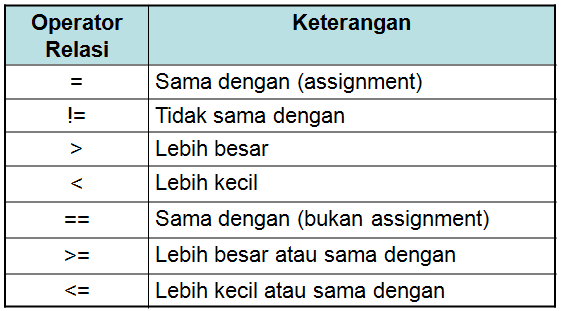 Operator Relasi Keterangan
= Sama dengan (assignment)
!= Tidak sama dengan
> Lebih besar
< Lebih kecil
== Sama dengan (bukan assignment)
>= Lebih besar atau sama dengan
<= Lebih kecil atau sama dengan